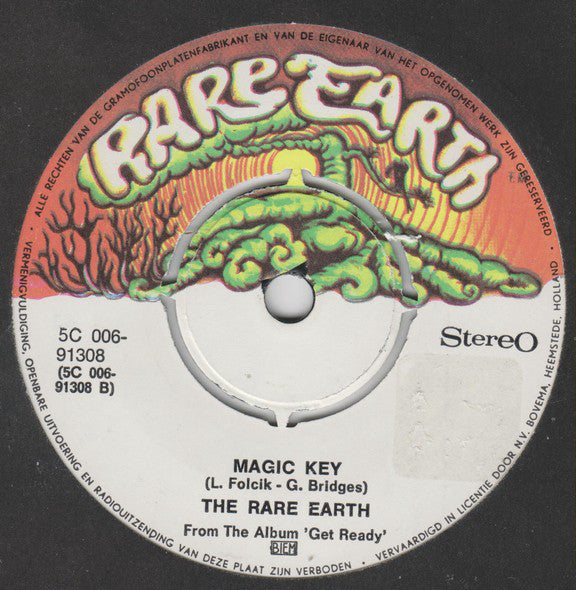 • ALLE RECHTEN VAN DE GRAMOFOONPLATENFABRIKANT EN VAN DE EIGENAAR VAN HET OPGENOMEN WERK ZIJN GERESERVEERD •
RARE EARTH
5C 006-
91308
(5C 006-
91308 B)
Stereo
MAGIC KEY
(L. Folcik - G. Bridges)
THE RARE EARTH
From The Album 'Get Ready'
BIEM
VERMENIGVULDIGING, OPENBARE UITVOERING EN RADIOUITZENDING VAN DEZE PLAAT ZIJN VERBODEN •
VERVAARDIGD IN LICENTIE DOOR N.V. BOVEMA, HEEMSTEDE, HOLLAND